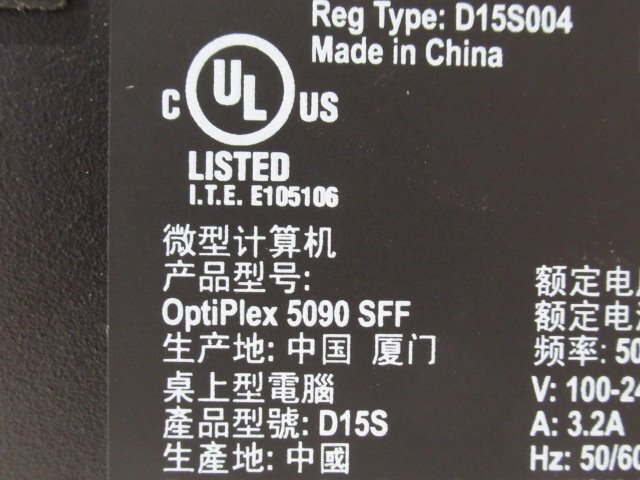 Reg Type: D15S004
Made in China
C UL US
LISTED
I.T.E. E105106
微型计算机
产品型号:
OptiPlex 5090 SFF
生产地: 中国 厦门
桌上型電腦
產品型號: D15S
生產地: 中國
额定电
额定电
频率: 50
V: 100-24
A: 3.2A
Hz: 50/60